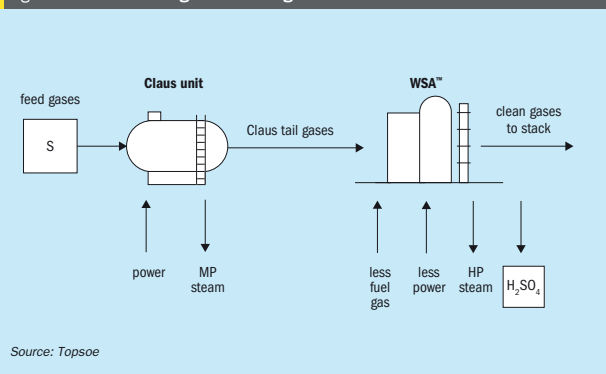 Claus unit
WSA™
feed gases
S
Claus tail gases
clean gases
to stack
power
MP
steam
less
fuel
gas
less
power
HP
steam
H₂SO₄
Source: Topsoe